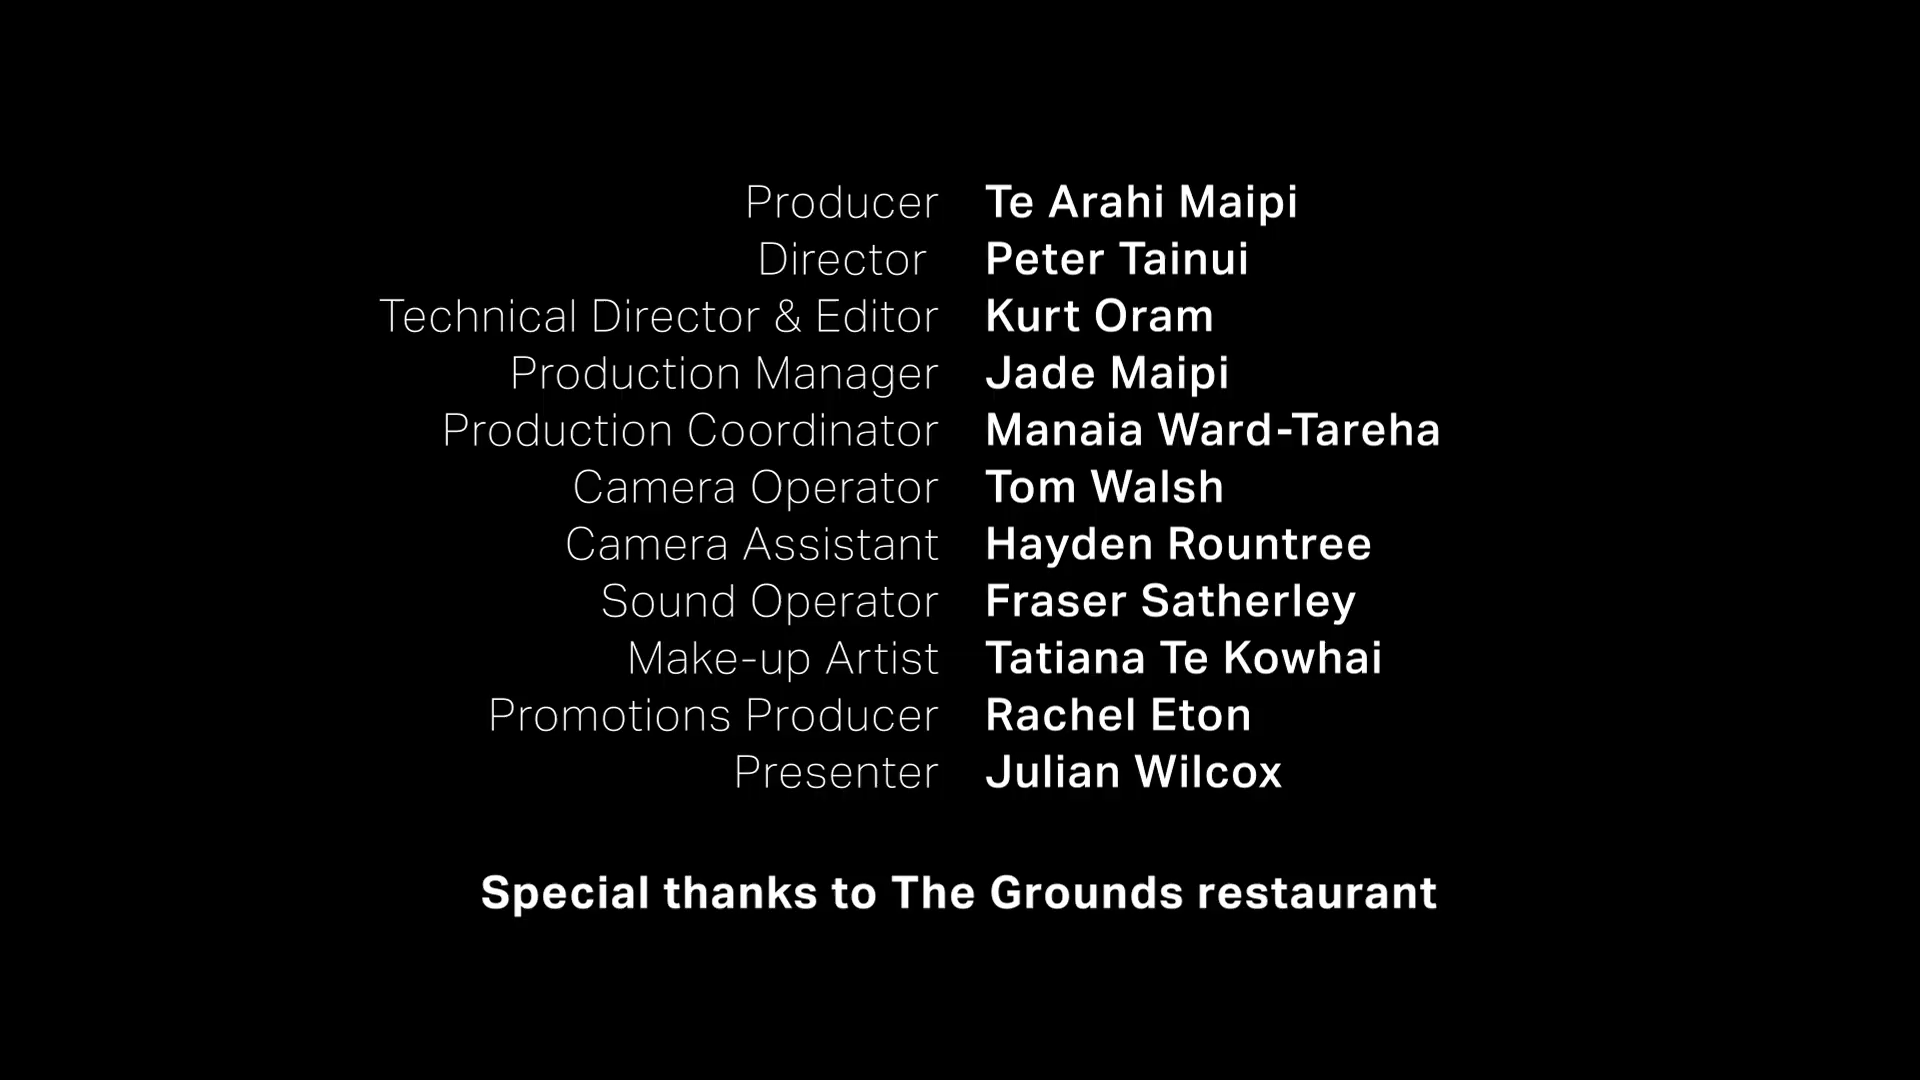 Producer Te Arahi Maipi
Director Peter Tainui
Technical Director & Editor Kurt Oram
Production Manager Jade Maipi
Production Coordinator Manaia Ward-Tareha
Camera Operator Tom Walsh
Camera Assistant Hayden Rountree
Sound Operator Fraser Satherley
Make-up Artist Tatiana Te Kowhai
Promotions Producer Rachel Eton
Presenter Julian Wilcox
Special thanks to The Grounds restaurant